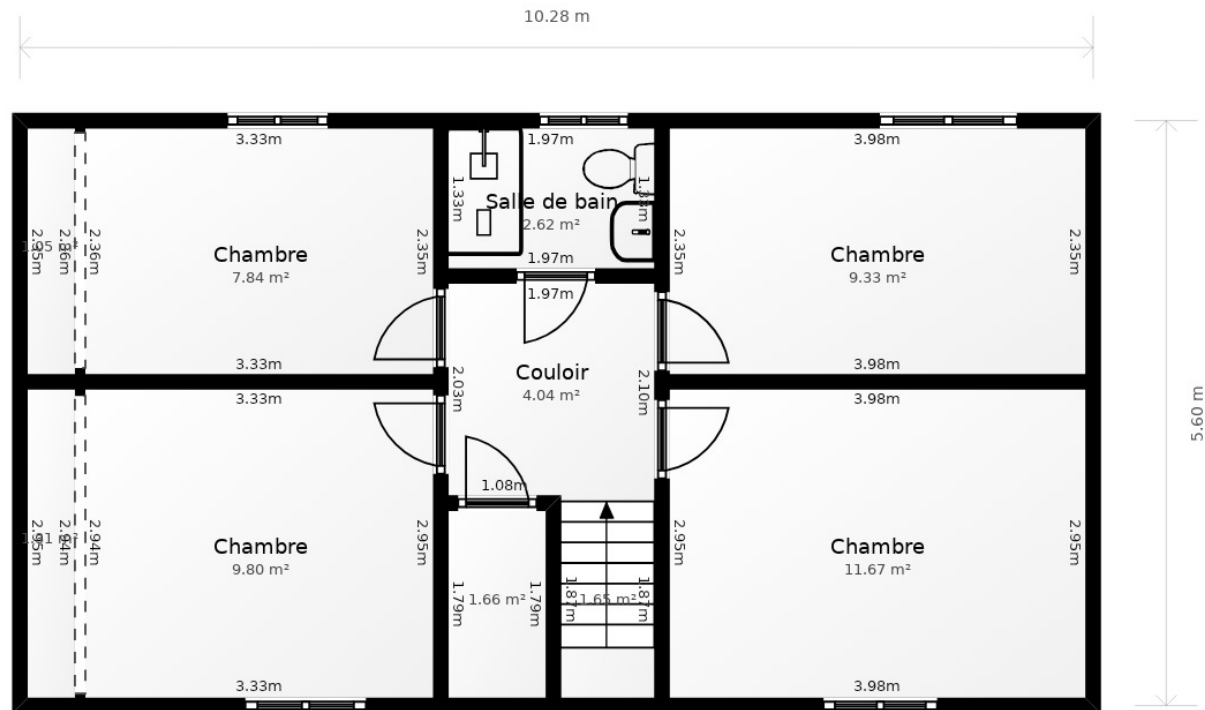 10.28 m
3.33m
1.97m
3.98m
1.33m
Salle de bain
2.62 m²
1.97m
1.97m
2.36m
2.35m
Chambre
7.84 m²
2.35m
Chambre
9.33 m²
2.35m
3.33m
3.98m
Couloir
4.04 m²
2.03m
2.10m
5.60 m
3.33m
3.98m
1.08m
2.95m
2.94m
2.94m
Chambre
9.80 m²
2.95m
2.95m
Chambre
11.67 m²
2.95m
1.79m
1.66 m²
1.79m
1.87m
1.65 m²
1.87m
3.33m
3.98m